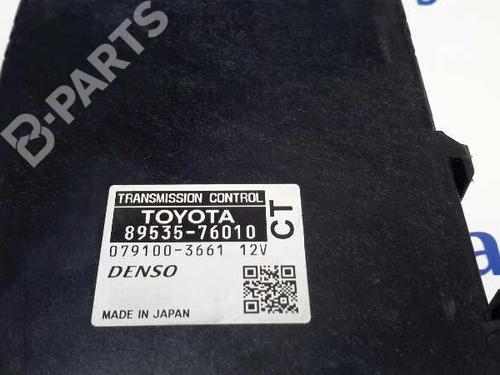 B-PARTS
TRANSMISSION CONTROL
TOYOTA
89535-76010
CT
079100-3661 12V
DENSO
MADE IN JAPAN